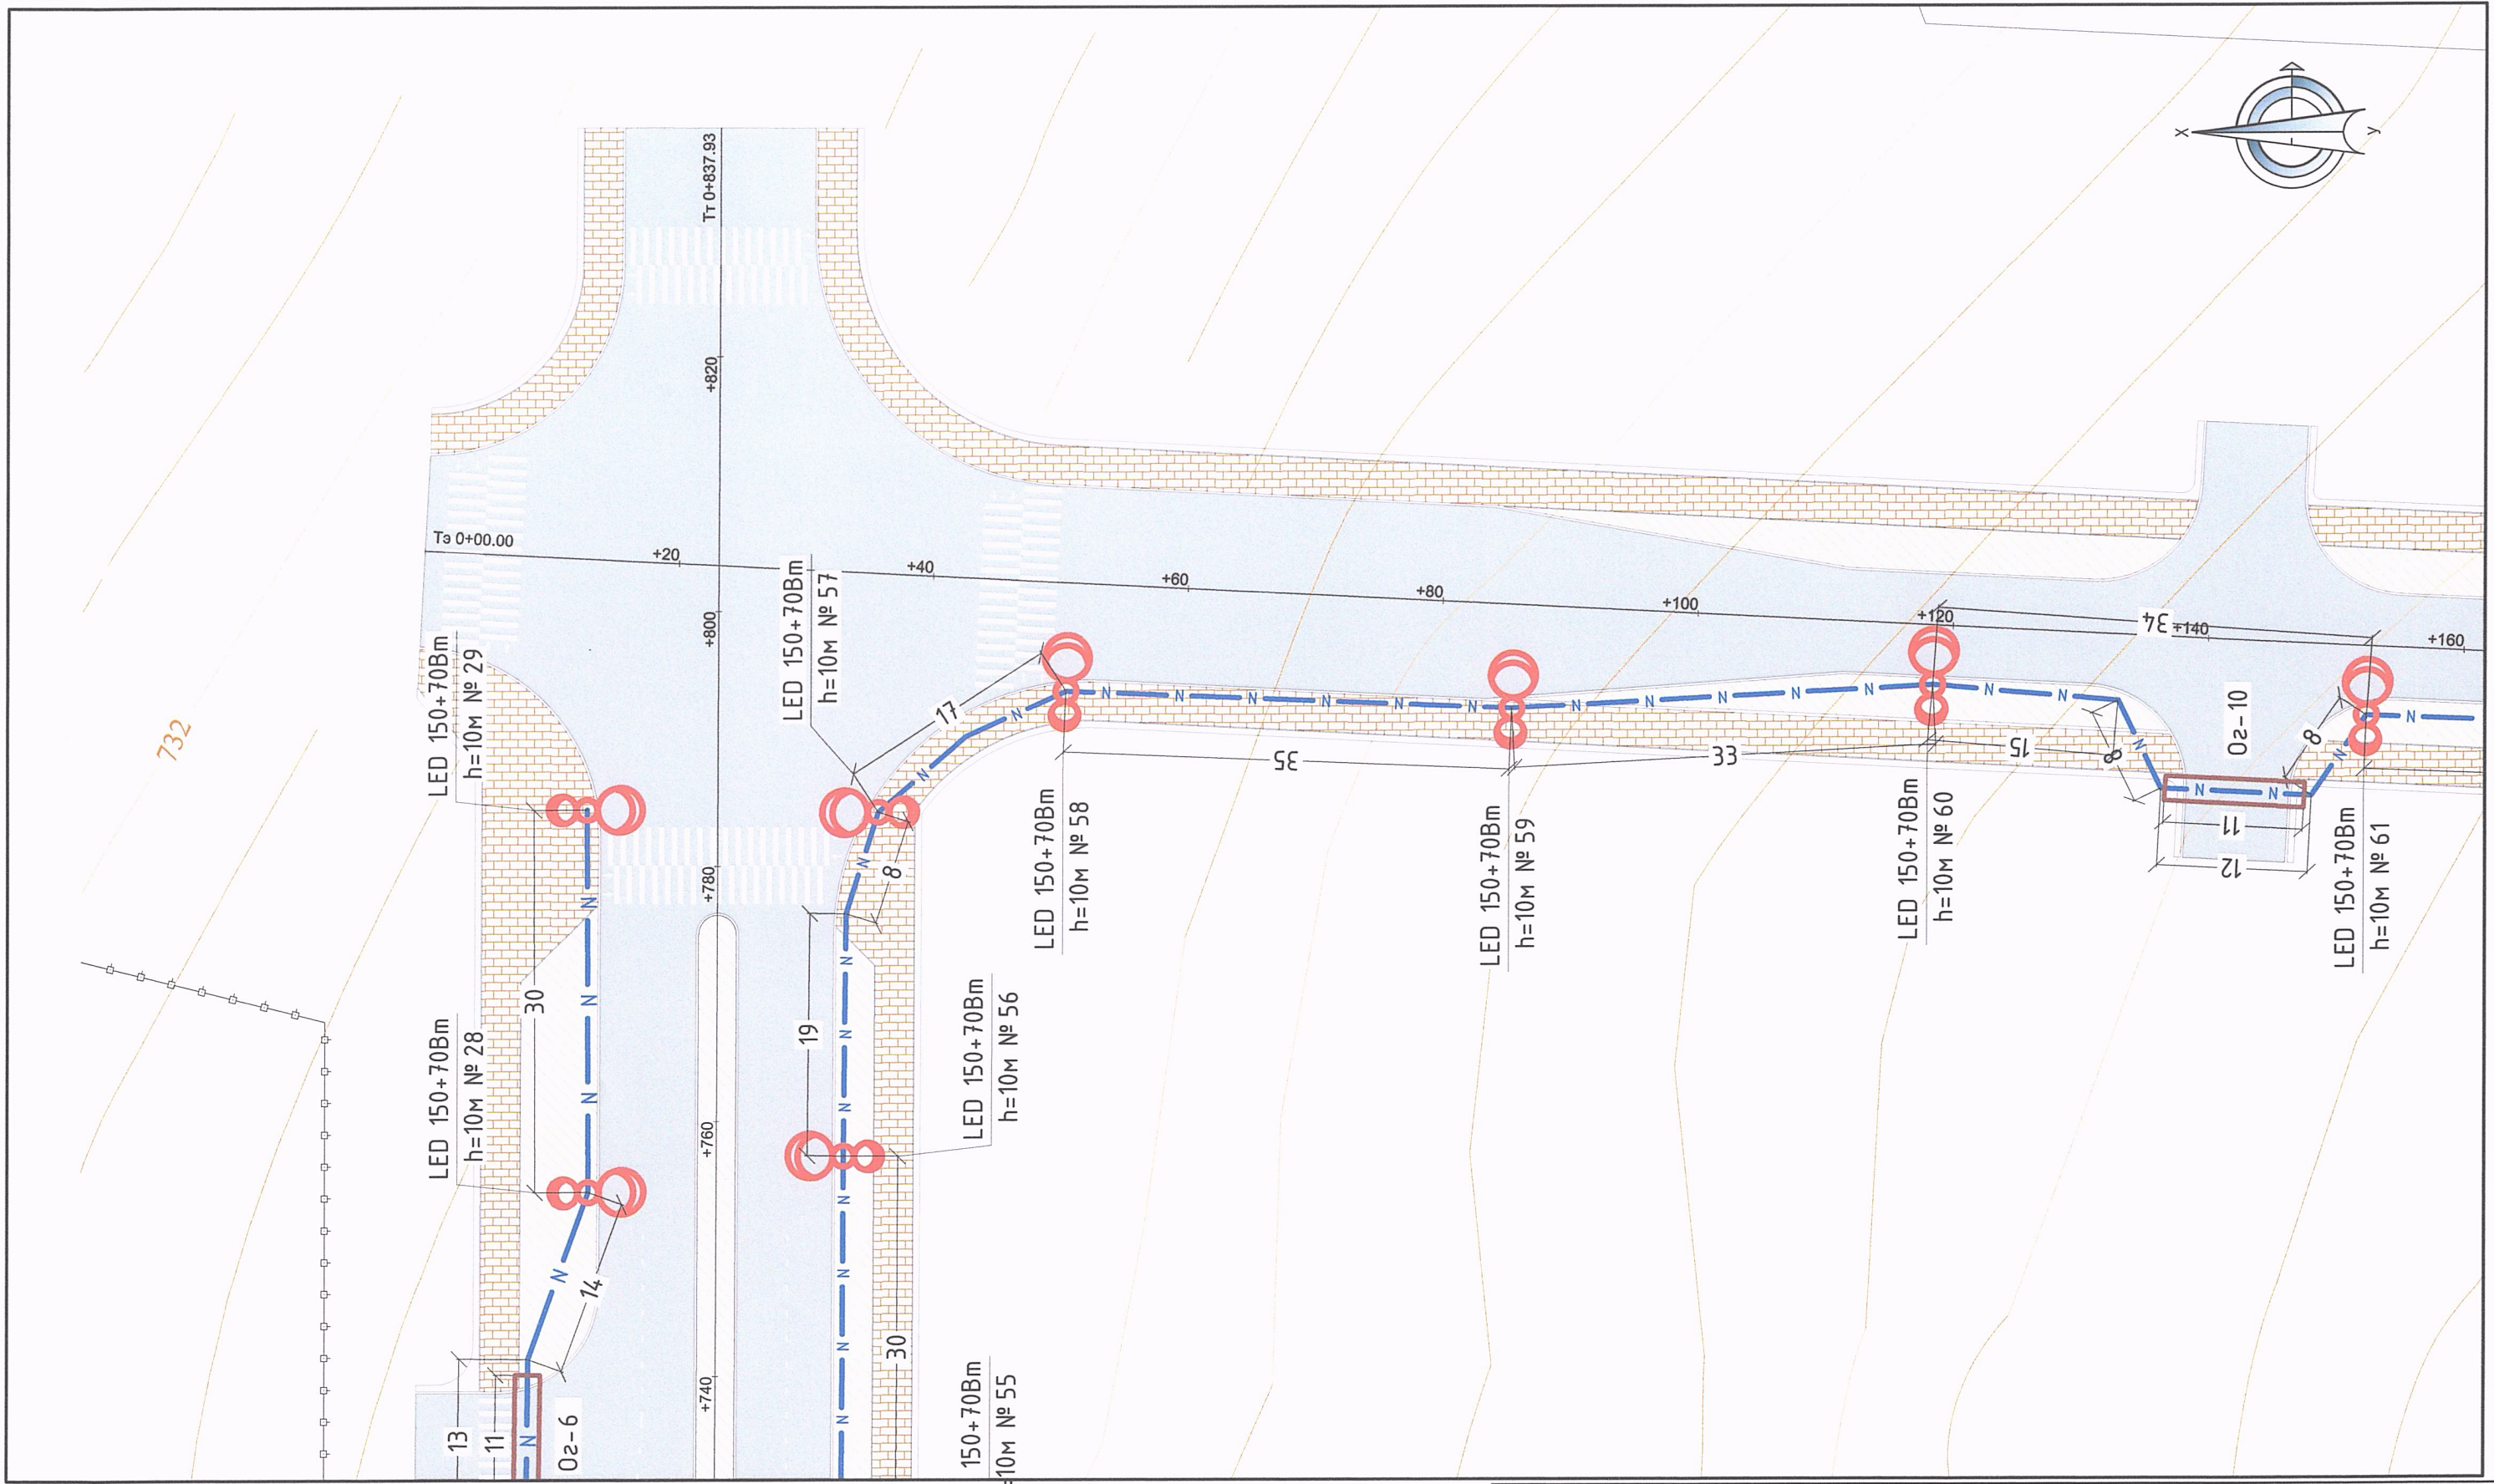 Тт 0+837.93
+820
+800
+780
+760
+740
Тэ 0+00.00
+20
+40
+60
+80
+100
+120
+140
+160
732
LED 150+70Вт
h=10м № 29
LED 150+70Вт
h=10м № 28
LED 150+70Вт
h=10м № 57
LED 150+70Вт
h=10м № 58
LED 150+70Вт
h=10м № 56
150+70Вт
10м № 55
LED 150+70Вт
h=10м № 59
LED 150+70Вт
h=10м № 60
LED 150+70Вт
h=10м № 61
30
14
13
11
Ог-6
19
8
17
30
35
33
15
8
34
8
11
12
Ог-10
X
y
N N N N N
N N N N N N N N
N N N N N N N N
N N N N N N N N
N N N N N N